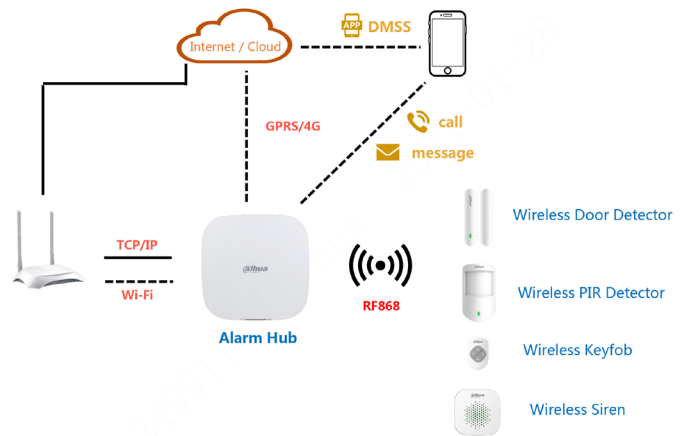 APP DMSS
Internet / Cloud
GPRS/4G
call
message
Wireless Door Detector
TCP/IP
alhua
Wi-Fi
RF868
Wireless PIR Detector
Alarm Hub
Wireless Keyfob
Wireless Siren